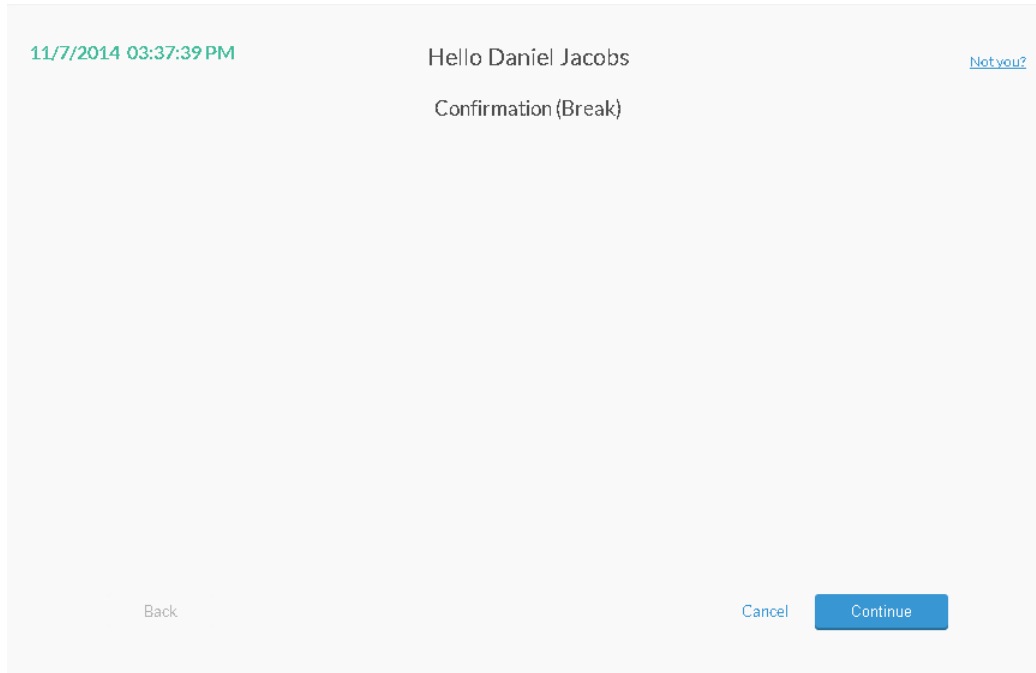 11/7/2014 03:37:39 PM
Hello Daniel Jacobs
Not you?
Confirmation (Break)
Back
Cancel
Continue